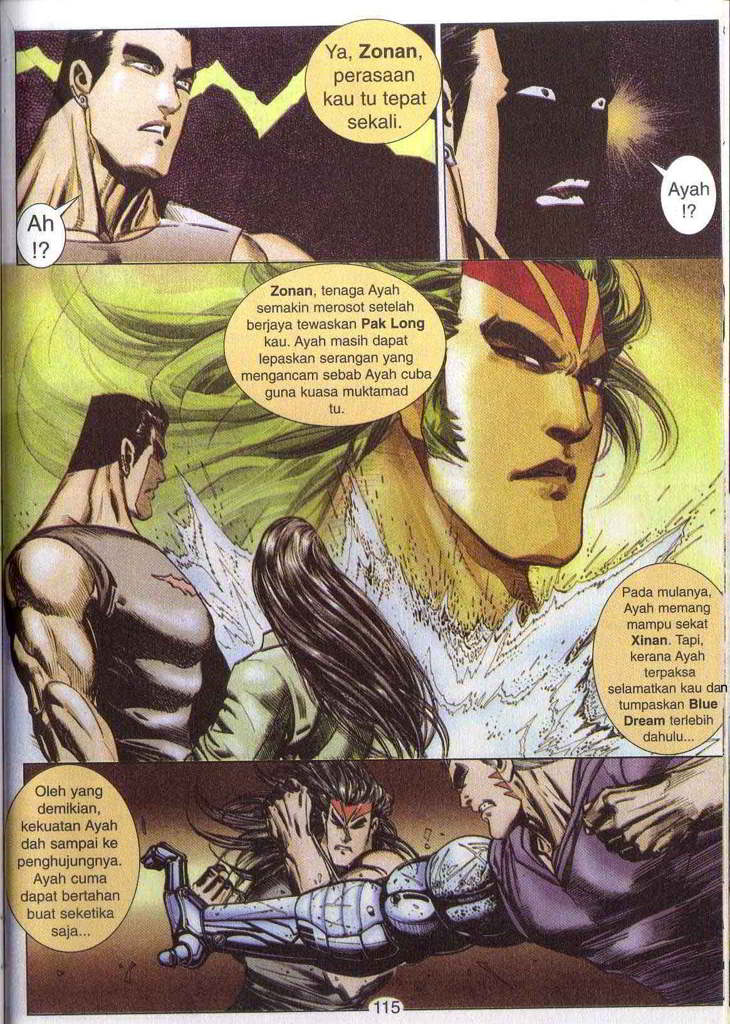 Ya, Zonan,
perasaan
kau tu tepat
sekali.
Ah
!?
Ayah
!?
Zonan, tenaga Ayah
semakin merosot setelah
berjaya tewaskan Pak Long
kau. Ayah masih dapat
lepaskan serangan yang
mengancam sebab Ayah cuba
guna kuasa muktamad
tu.
Pada mulanya,
Ayah memang
mampu sekat
Xinan. Tapi,
kerana Ayah
terpaksa
selamatkan kau dan
tumpaskan Blue
Dream terlebih
dahulu...
Oleh yang
demikian,
kekuatan Ayah
dah sampai ke
penghujungnya.
Ayah cuma
dapat bertahan
buat seketika
saja...
115